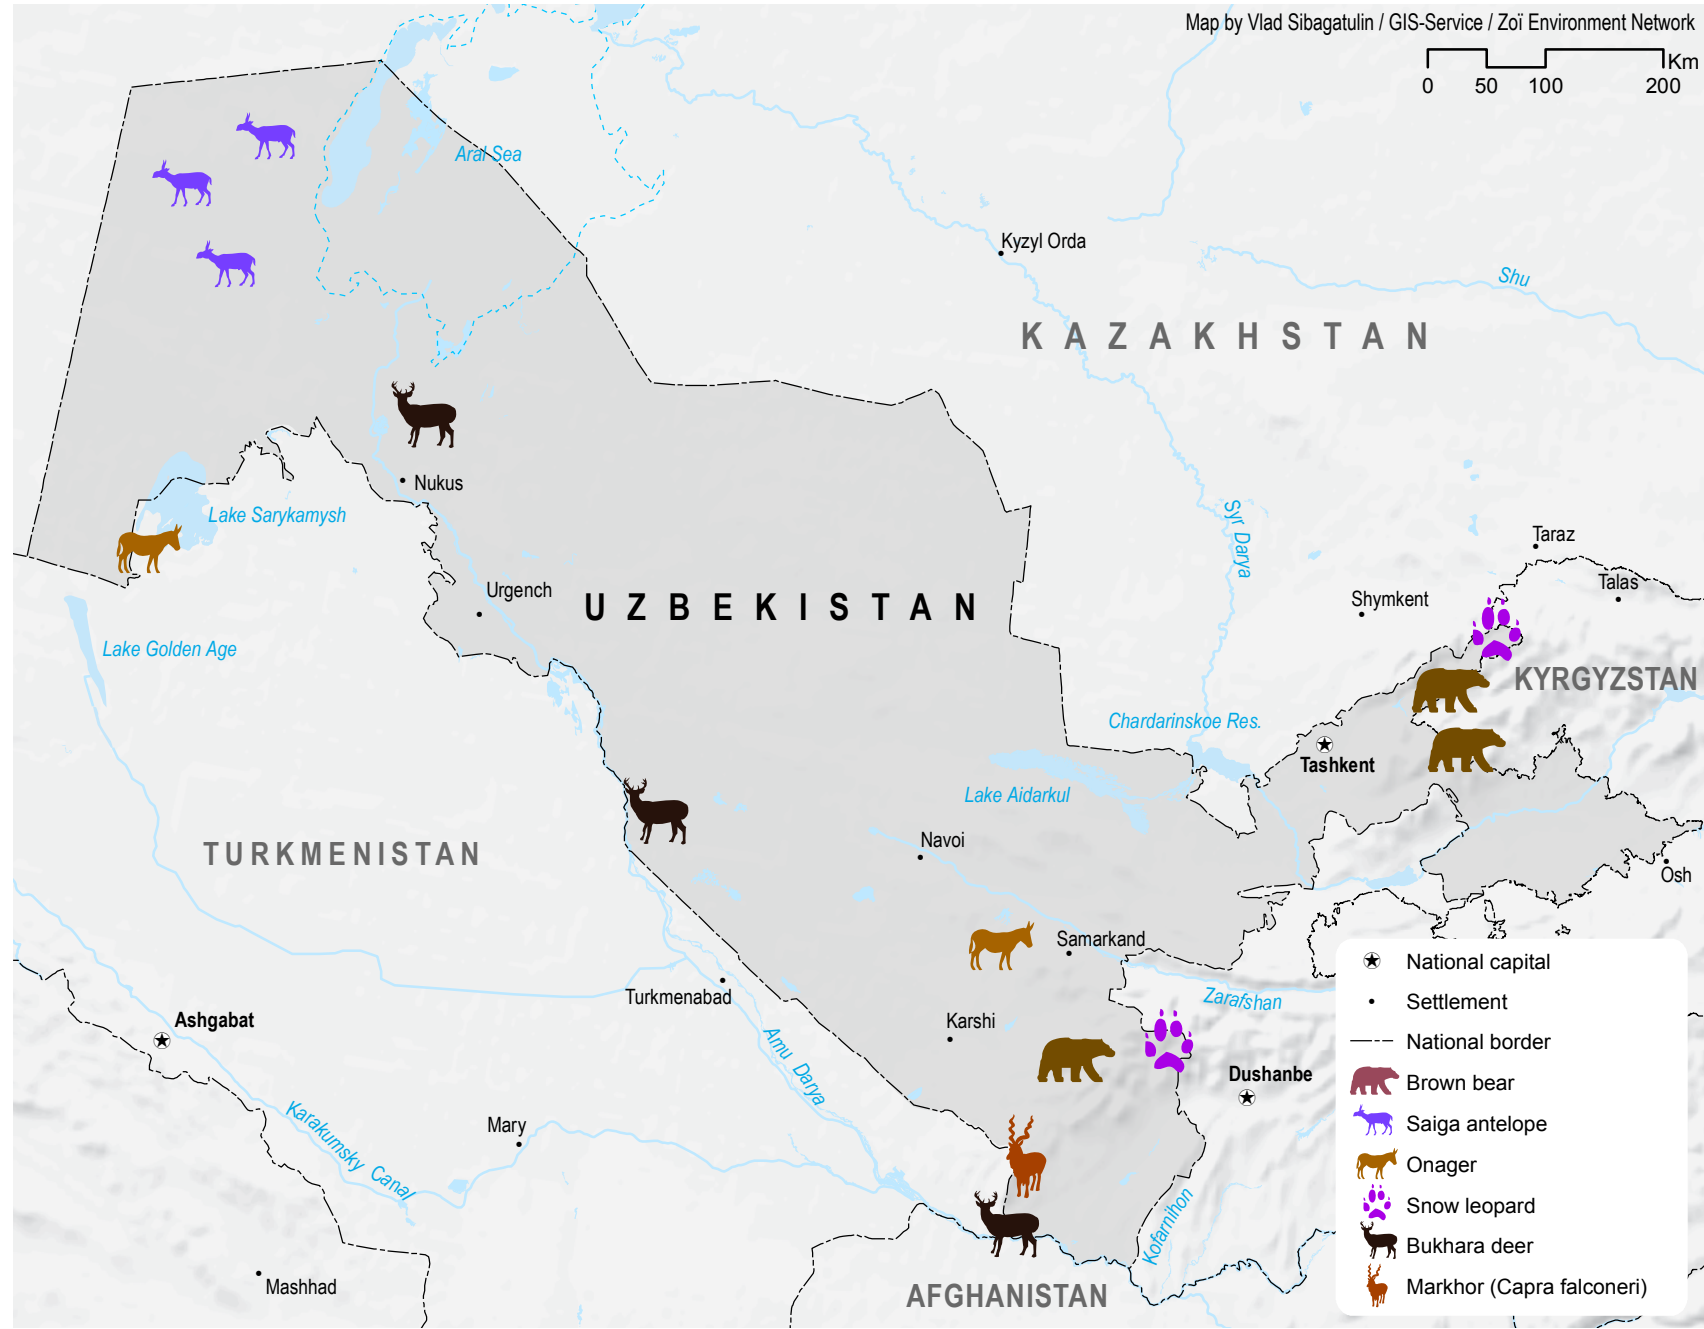 Map by Vlad Sibagatulin / GIS-Service / Zoï Environment Network
Km
0 50 100 200
Aral Sea
Kyzyl Orda
Shu
KAZAKHSTAN
Nukus
Lake Sarykamysh
Syr Darya
Taraz
Talas
Urgench
UZBEKISTAN
Shymkent
Lake Golden Age
KYRGYZSTAN
Chardarinskoe Res.
Tashkent
Lake Aidarkul
Navoi
TURKMENISTAN
Osh
Samarkand
Turkmenabad
Zarafshan
Ashgabat
Karshi
Amu Darya
Dushanbe
Karakumsky Canal
Mary
Kofarnihon
Mashhad
AFGHANISTAN
National capital
Settlement
National border
Brown bear
Saiga antelope
Onager
Snow leopard
Bukhara deer
Markhor (Capra falconeri)